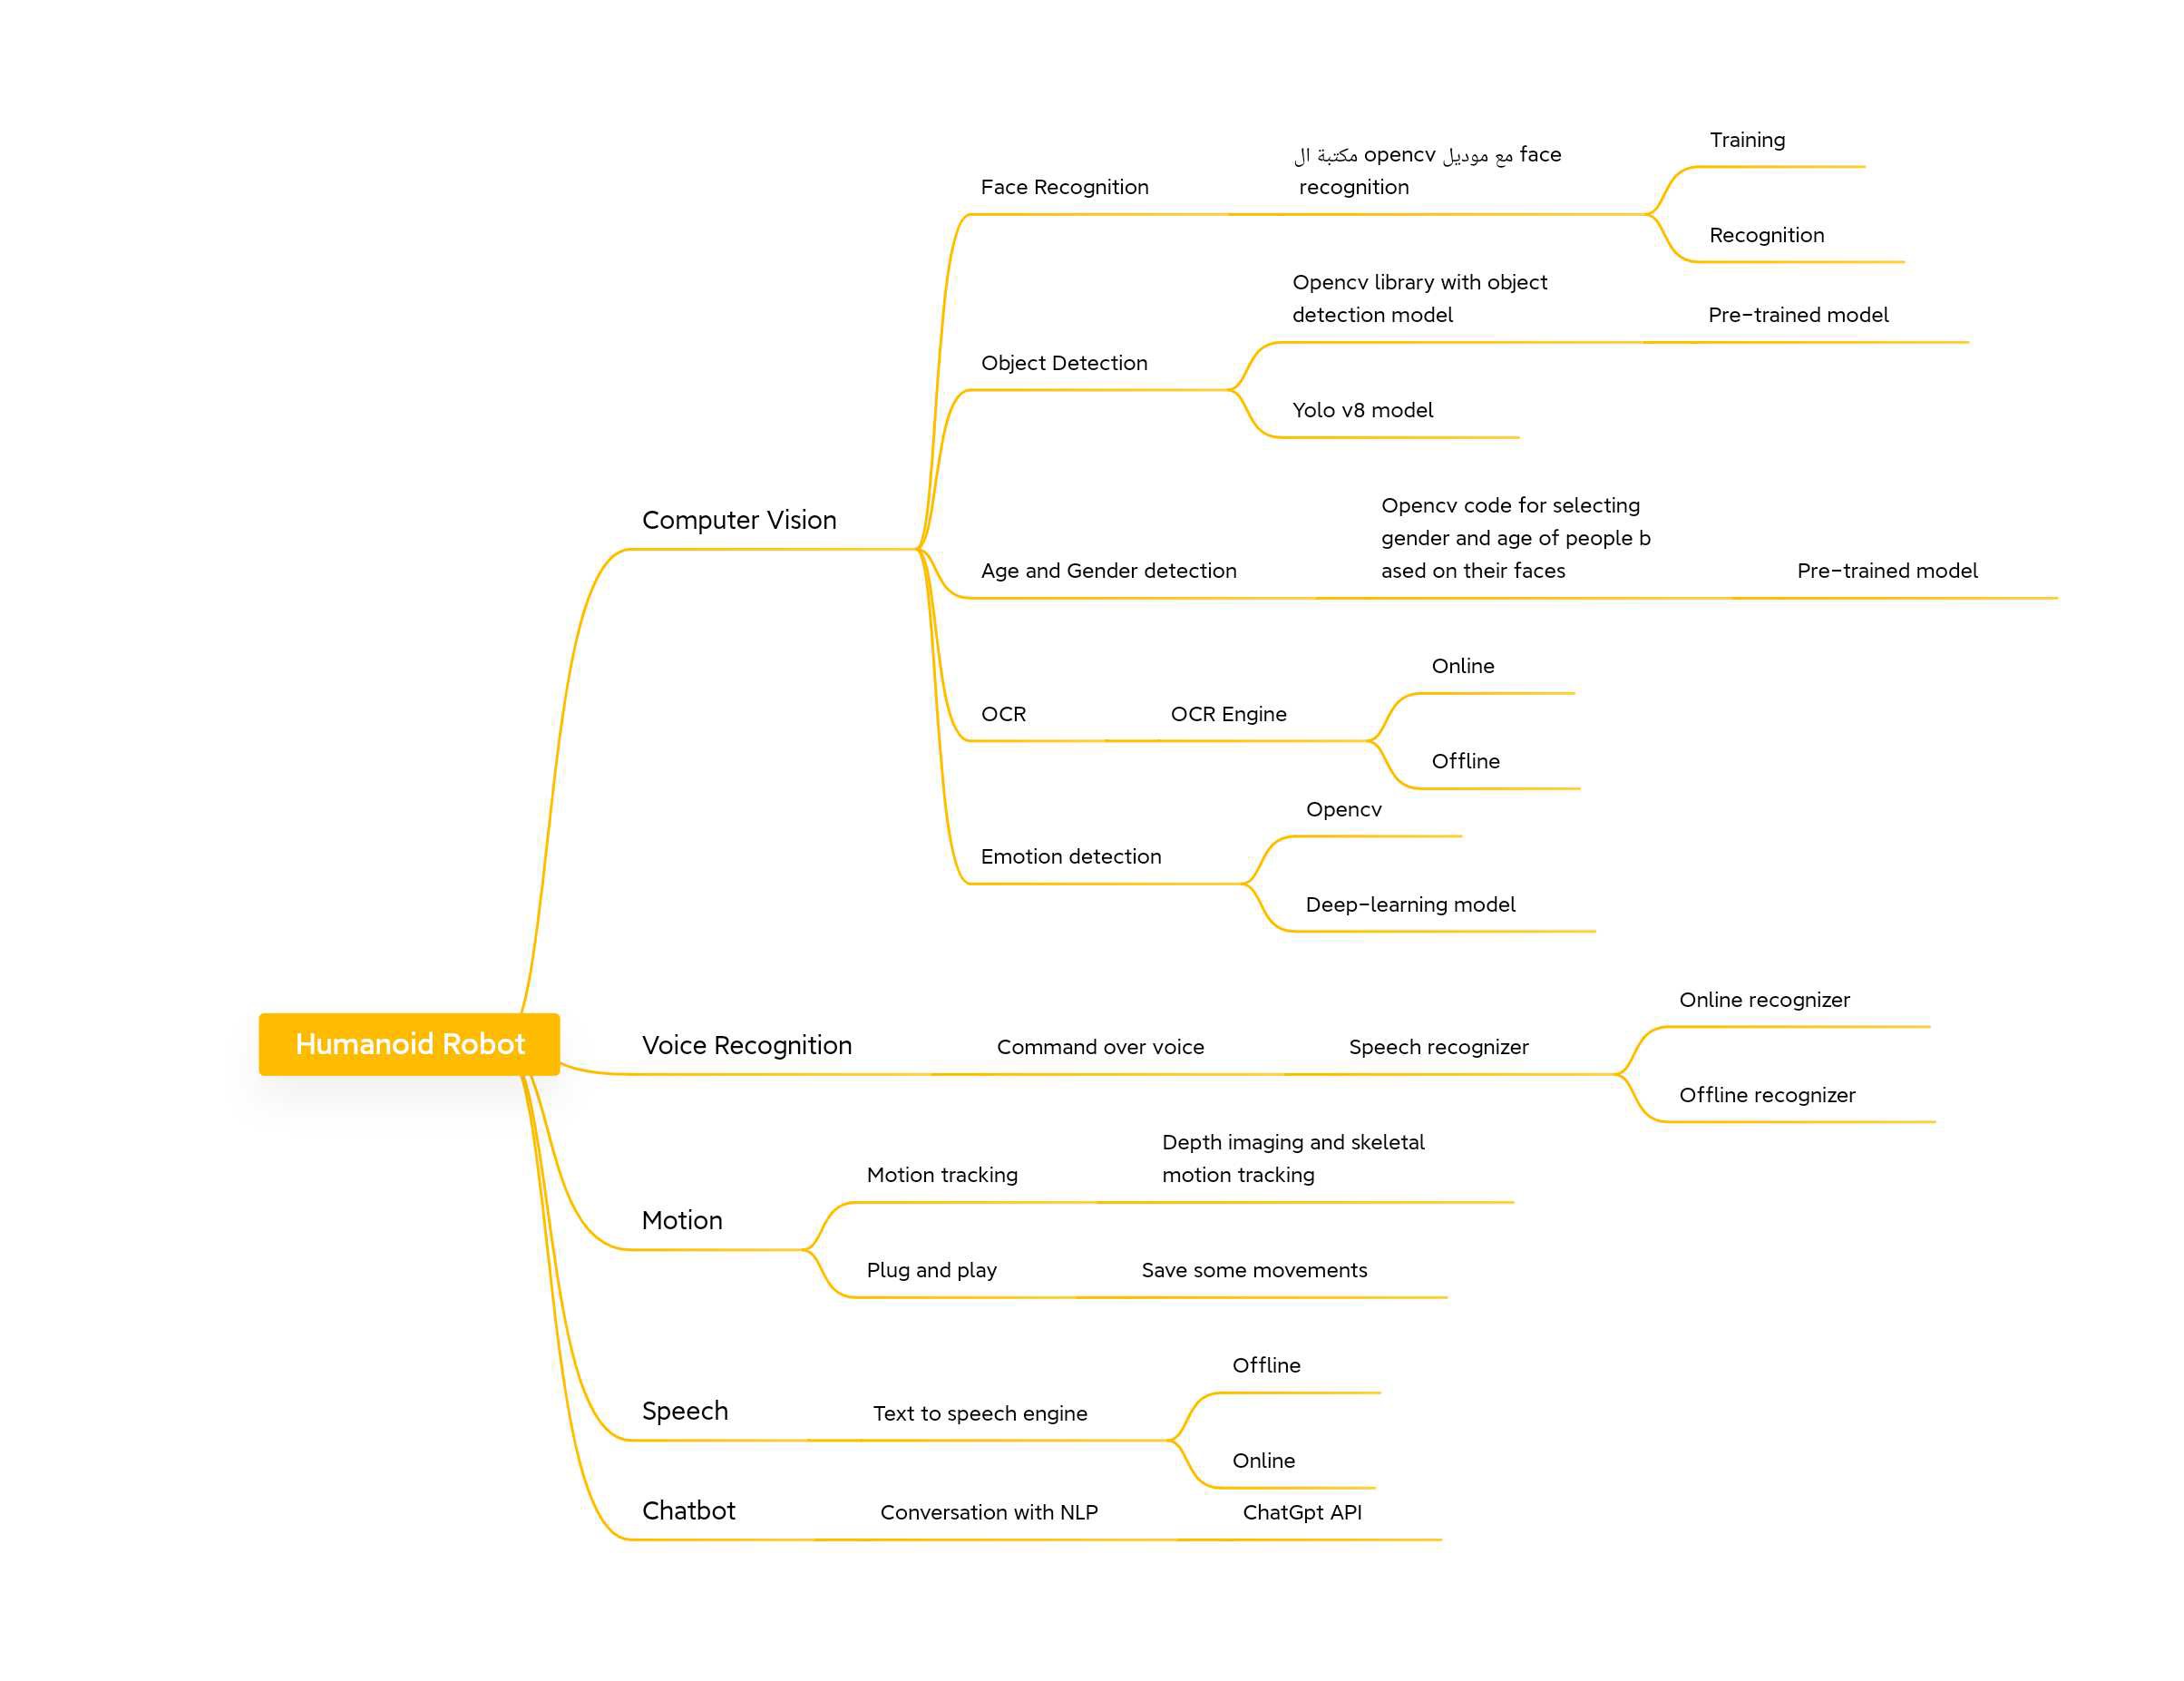 Humanoid Robot
Computer Vision
Face Recognition
مكتبة ال opencv مع موديل face
recognition
Training
Recognition
Object Detection
Opencv library with object
detection model
Pre-trained model
Yolo v8 model
Age and Gender detection
Opencv code for selecting
gender and age of people b
ased on their faces
Pre-trained model
OCR
OCR Engine
Online
Offline
Emotion detection
Opencv
Deep-learning model
Voice Recognition
Command over voice
Speech recognizer
Online recognizer
Offline recognizer
Motion
Motion tracking
Depth imaging and skeletal
motion tracking
Plug and play
Save some movements
Speech
Text to speech engine
Offline
Online
Chatbot
Conversation with NLP
ChatGpt API